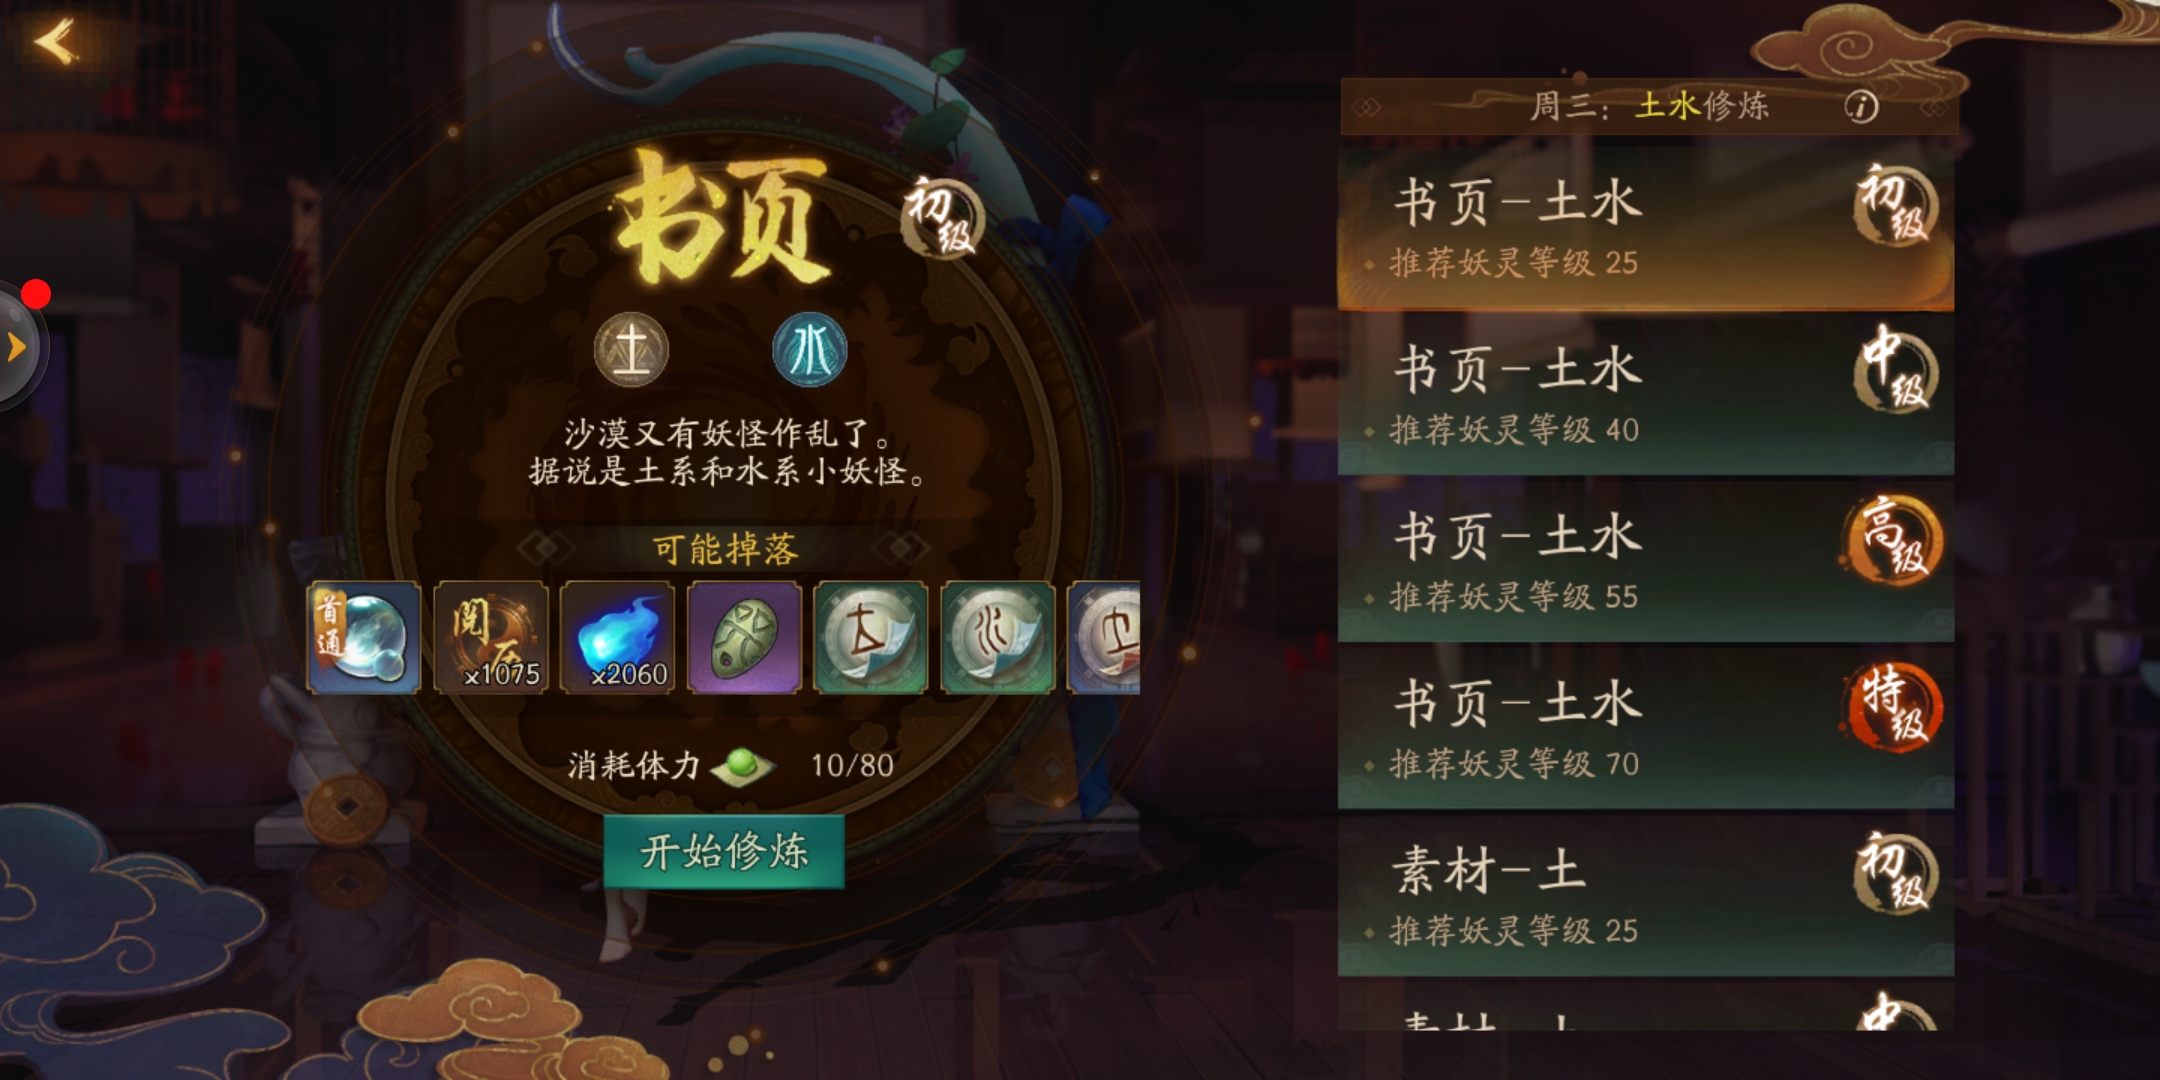 书页
初级
土
水
沙漠又有妖怪作乱了。
据说是土系和水系小妖怪。
可能掉落
首通
阅历
x1075
x2060
消耗体力 10/80
开始修炼
周三：土水修炼
书页-土水
初级
推荐妖灵等级 25
书页-土水
中级
推荐妖灵等级 40
书页-土水
高级
推荐妖灵等级 55
书页-土水
特级
推荐妖灵等级 70
素材-土
初级
推荐妖灵等级 25